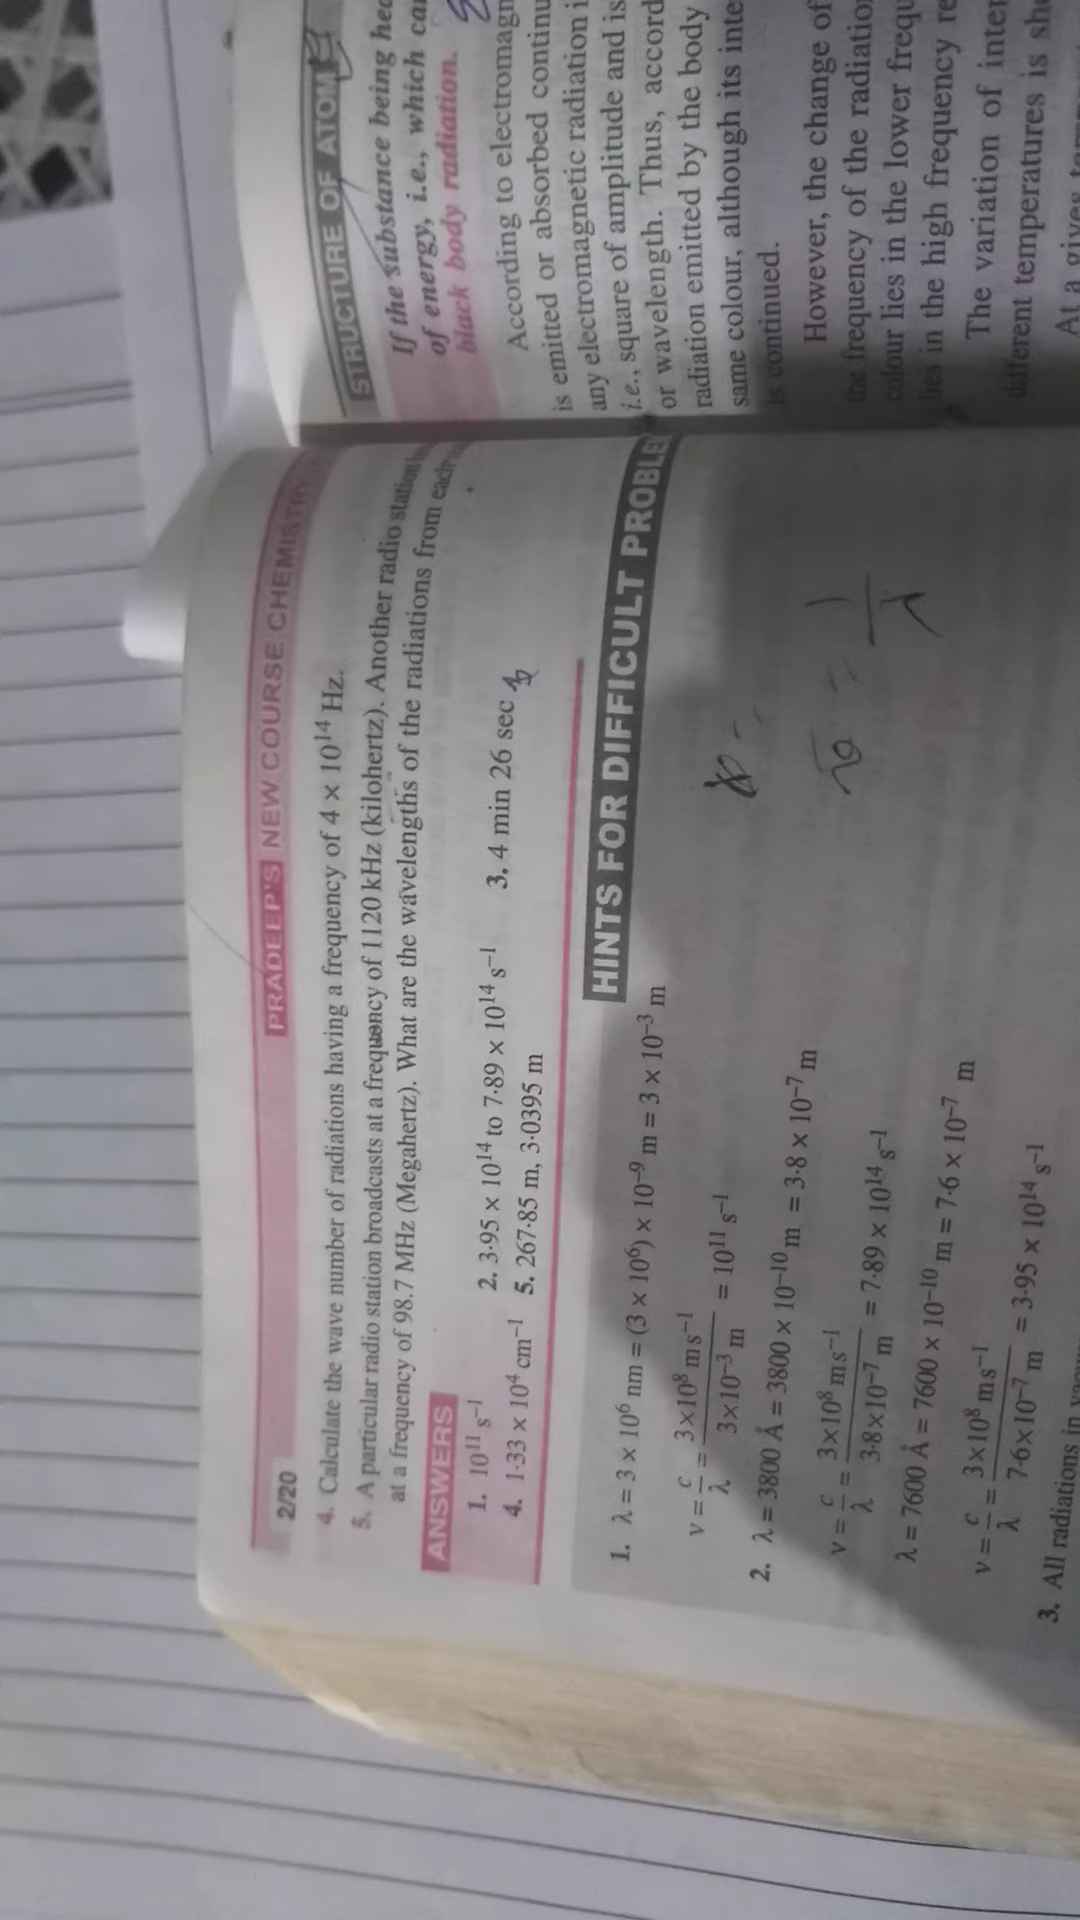 2/20
PRADEEP'S NEW COURSE CHEMISTRY
4. Calculate the wave number of radiations having a frequency of 4 × 10¹⁴ Hz.
5. A particular radio station broadcasts at a frequency of 1120 kHz (kilohertz). Another radio station
at a frequency of 98.7 MHz (Megahertz). What are the wavelengths of the radiations from each
ANSWERS
1. 10¹¹ s⁻¹ 2. 3·95 × 10¹⁴ to 7·89 × 10¹⁴ s⁻¹ 3. 4 min 26 sec
4. 1·33 × 10⁴ cm⁻¹ 5. 267·85 m, 3·0395 m
HINTS FOR DIFFICULT PROBLE
1. λ = 3 × 10⁶ nm = (3 × 10⁶) × 10⁻⁹ m = 3 × 10⁻³ m
ν = c/λ = 3×10⁸ ms⁻¹ / 3×10⁻³ m = 10¹¹ s⁻¹
2. λ = 3800 Å = 3800 × 10⁻¹⁰ m = 3·8 × 10⁻⁷ m
ν = c/λ = 3×10⁸ ms⁻¹ / 3·8×10⁻⁷ m = 7·89 × 10¹⁴ s⁻¹
λ = 7600 Å = 7600 × 10⁻¹⁰ m = 7·6 × 10⁻⁷ m
ν = c/λ = 3×10⁸ ms⁻¹ / 7·6×10⁻⁷ m = 3·95 × 10¹⁴ s⁻¹
3. All radiations in
STRUCTURE OF ATOM
If the substance being
of energy, i.e., which
black body radiation.
According to
is emitted or absorbed
any electromagnetic radiation
i.e., square of amplitude and is
or wavelength. Thus,
radiation emitted by the body
same colour, although its
is continued.
However, the change of
the frequency of the
colour lies in the lower
lies in the high frequency
The variation of
different temperatures is
At a